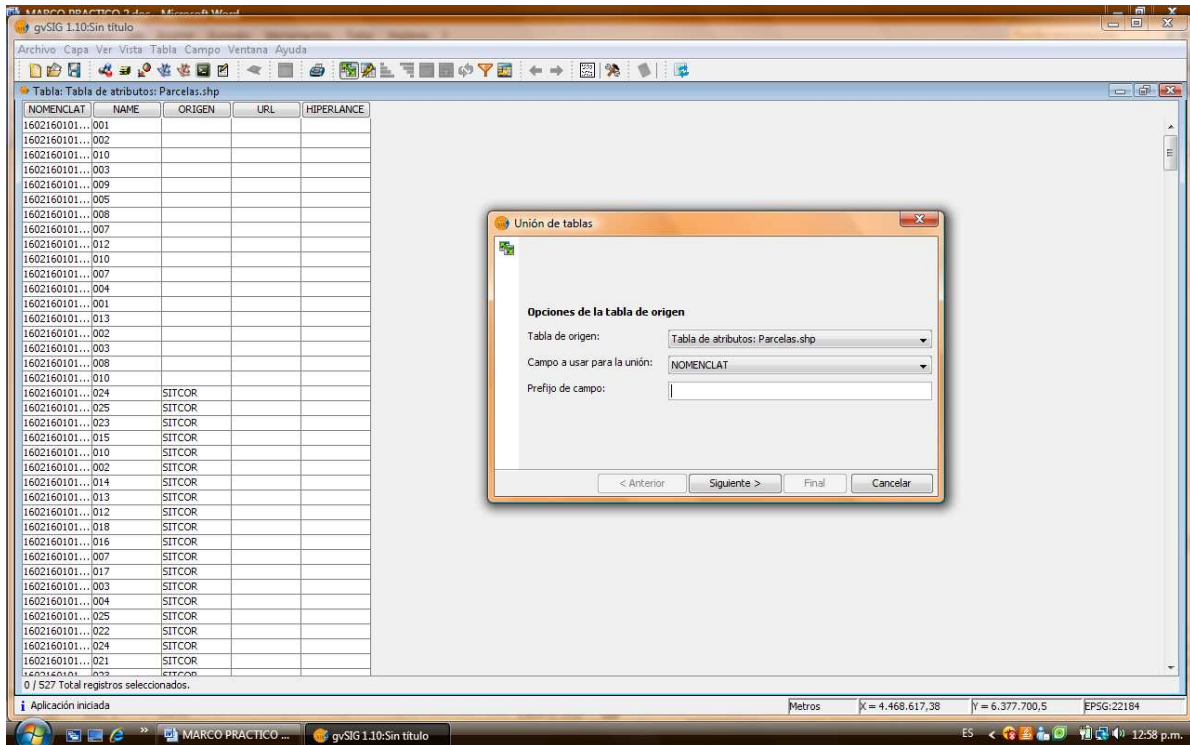 MARCO PRACTICO 2.doc - Microsoft Word
gvSIG 1.10:Sin título
Archivo Capa Ver Vista Tabla Campo Ventana Ayuda
Tabla: Tabla de atributos: Parcelas.shp
NOMENCLAT NAME ORIGEN URL HIPERLANCE
1602160101... 001
1602160101... 002
1602160101... 010
1602160101... 003
1602160101... 009
1602160101... 005
1602160101... 008
1602160101... 007
1602160101... 012
1602160101... 010
1602160101... 007
1602160101... 004
1602160101... 001
1602160101... 013
1602160101... 002
1602160101... 003
1602160101... 008
1602160101... 010
1602160101... 024 SITCOR
1602160101... 025 SITCOR
1602160101... 023 SITCOR
1602160101... 015 SITCOR
1602160101... 010 SITCOR
1602160101... 002 SITCOR
1602160101... 014 SITCOR
1602160101... 013 SITCOR
1602160101... 012 SITCOR
1602160101... 018 SITCOR
1602160101... 016 SITCOR
1602160101... 007 SITCOR
1602160101... 017 SITCOR
1602160101... 003 SITCOR
1602160101... 004 SITCOR
1602160101... 025 SITCOR
1602160101... 022 SITCOR
1602160101... 024 SITCOR
1602160101... 021 SITCOR
1602160101... 023 SITCOR
Unión de tablas
Opciones de la tabla de origen
Tabla de origen: Tabla de atributos: Parcelas.shp
Campo a usar para la unión: NOMENCLAT
Prefijo de campo:
< Anterior Siguiente > Final Cancelar
0 / 527 Total registros seleccionados.
Aplicación iniciada Metros X = 4.468.617,38 Y = 6.377.700,5 EPSG:22184
MARCO PRACTICO ... gvSIG 1.10:Sin título ES 12:58 p.m.